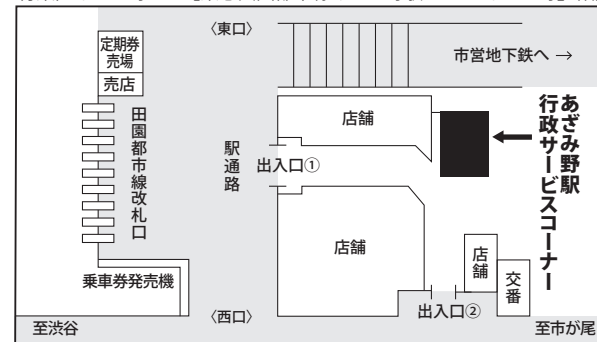 〈東口〉
定期券
売場
売店
市営地下鉄へ →
店舗
あざみ野駅
行政サービスコーナー
田園都市線改札口
駅通路
出入口①
店舗
店舗
交番
乗車券発売機
出入口②
〈西口〉
至渋谷
至市が尾